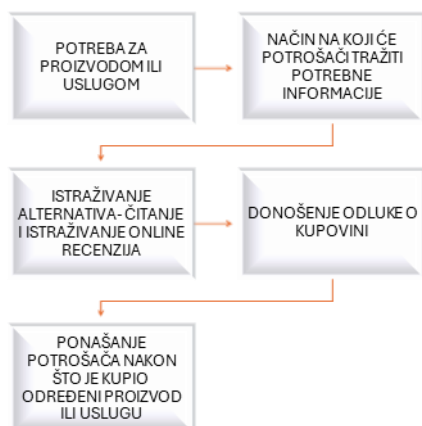 POTREBA ZA
PROIZVODOM ILI
USLUGOM
NAČIN NA KOJI ĆE
POTROŠAČI TRAŽITI
POTREBNE
INFORMACIJE
ISTRAŽIVANJE
ALTERNATIVA- ČITANJE
I ISTRAŽIVANJE ONLINE
RECENZIJA
DONOŠENJE ODLUKE O
KUPOVINI
PONAŠANJE
POTROŠAČA NAKON
ŠTO JE KUPIO
ODREĐENI PROIZVOD
ILI USLUGU